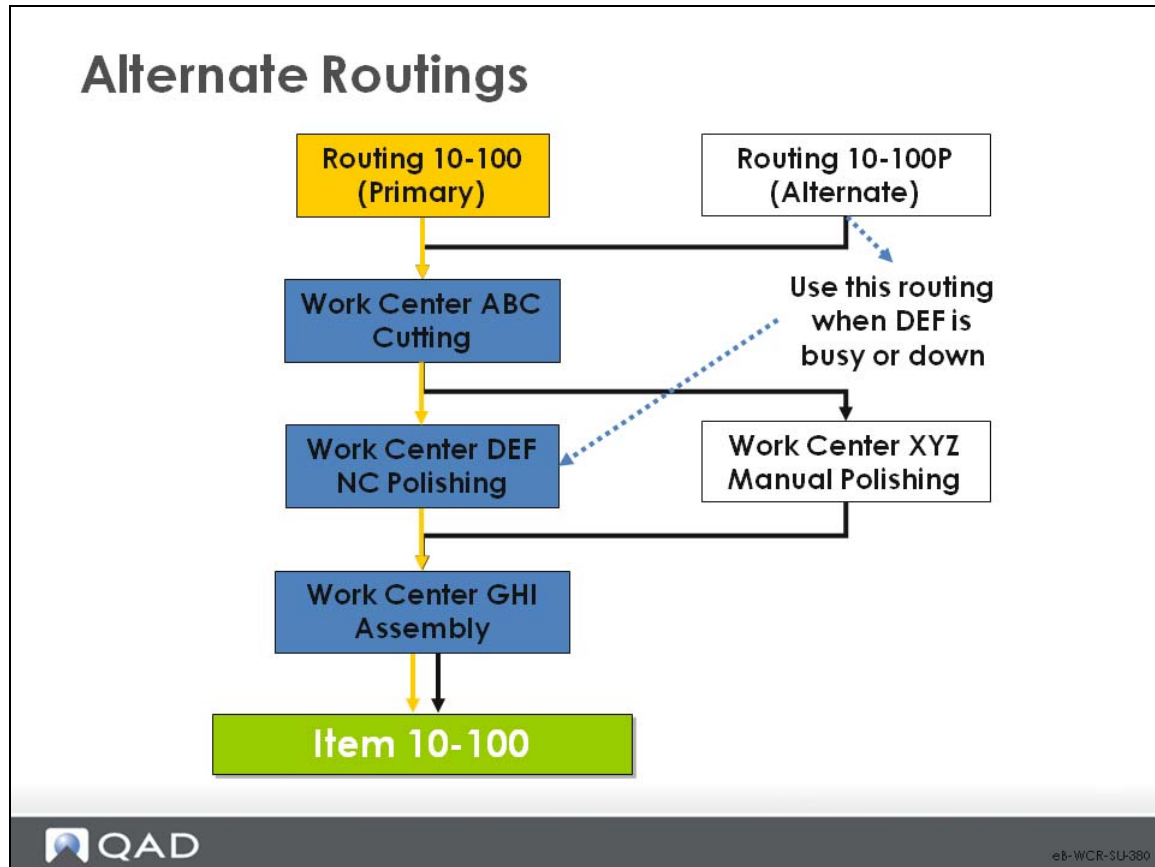 Alternate Routings
Routing 10-100
(Primary)
Routing 10-100P
(Alternate)
Work Center ABC
Cutting
Use this routing
when DEF is
busy or down
Work Center DEF
NC Polishing
Work Center XYZ
Manual Polishing
Work Center GHI
Assembly
Item 10-100
QAD
eB-WCR-SU-380